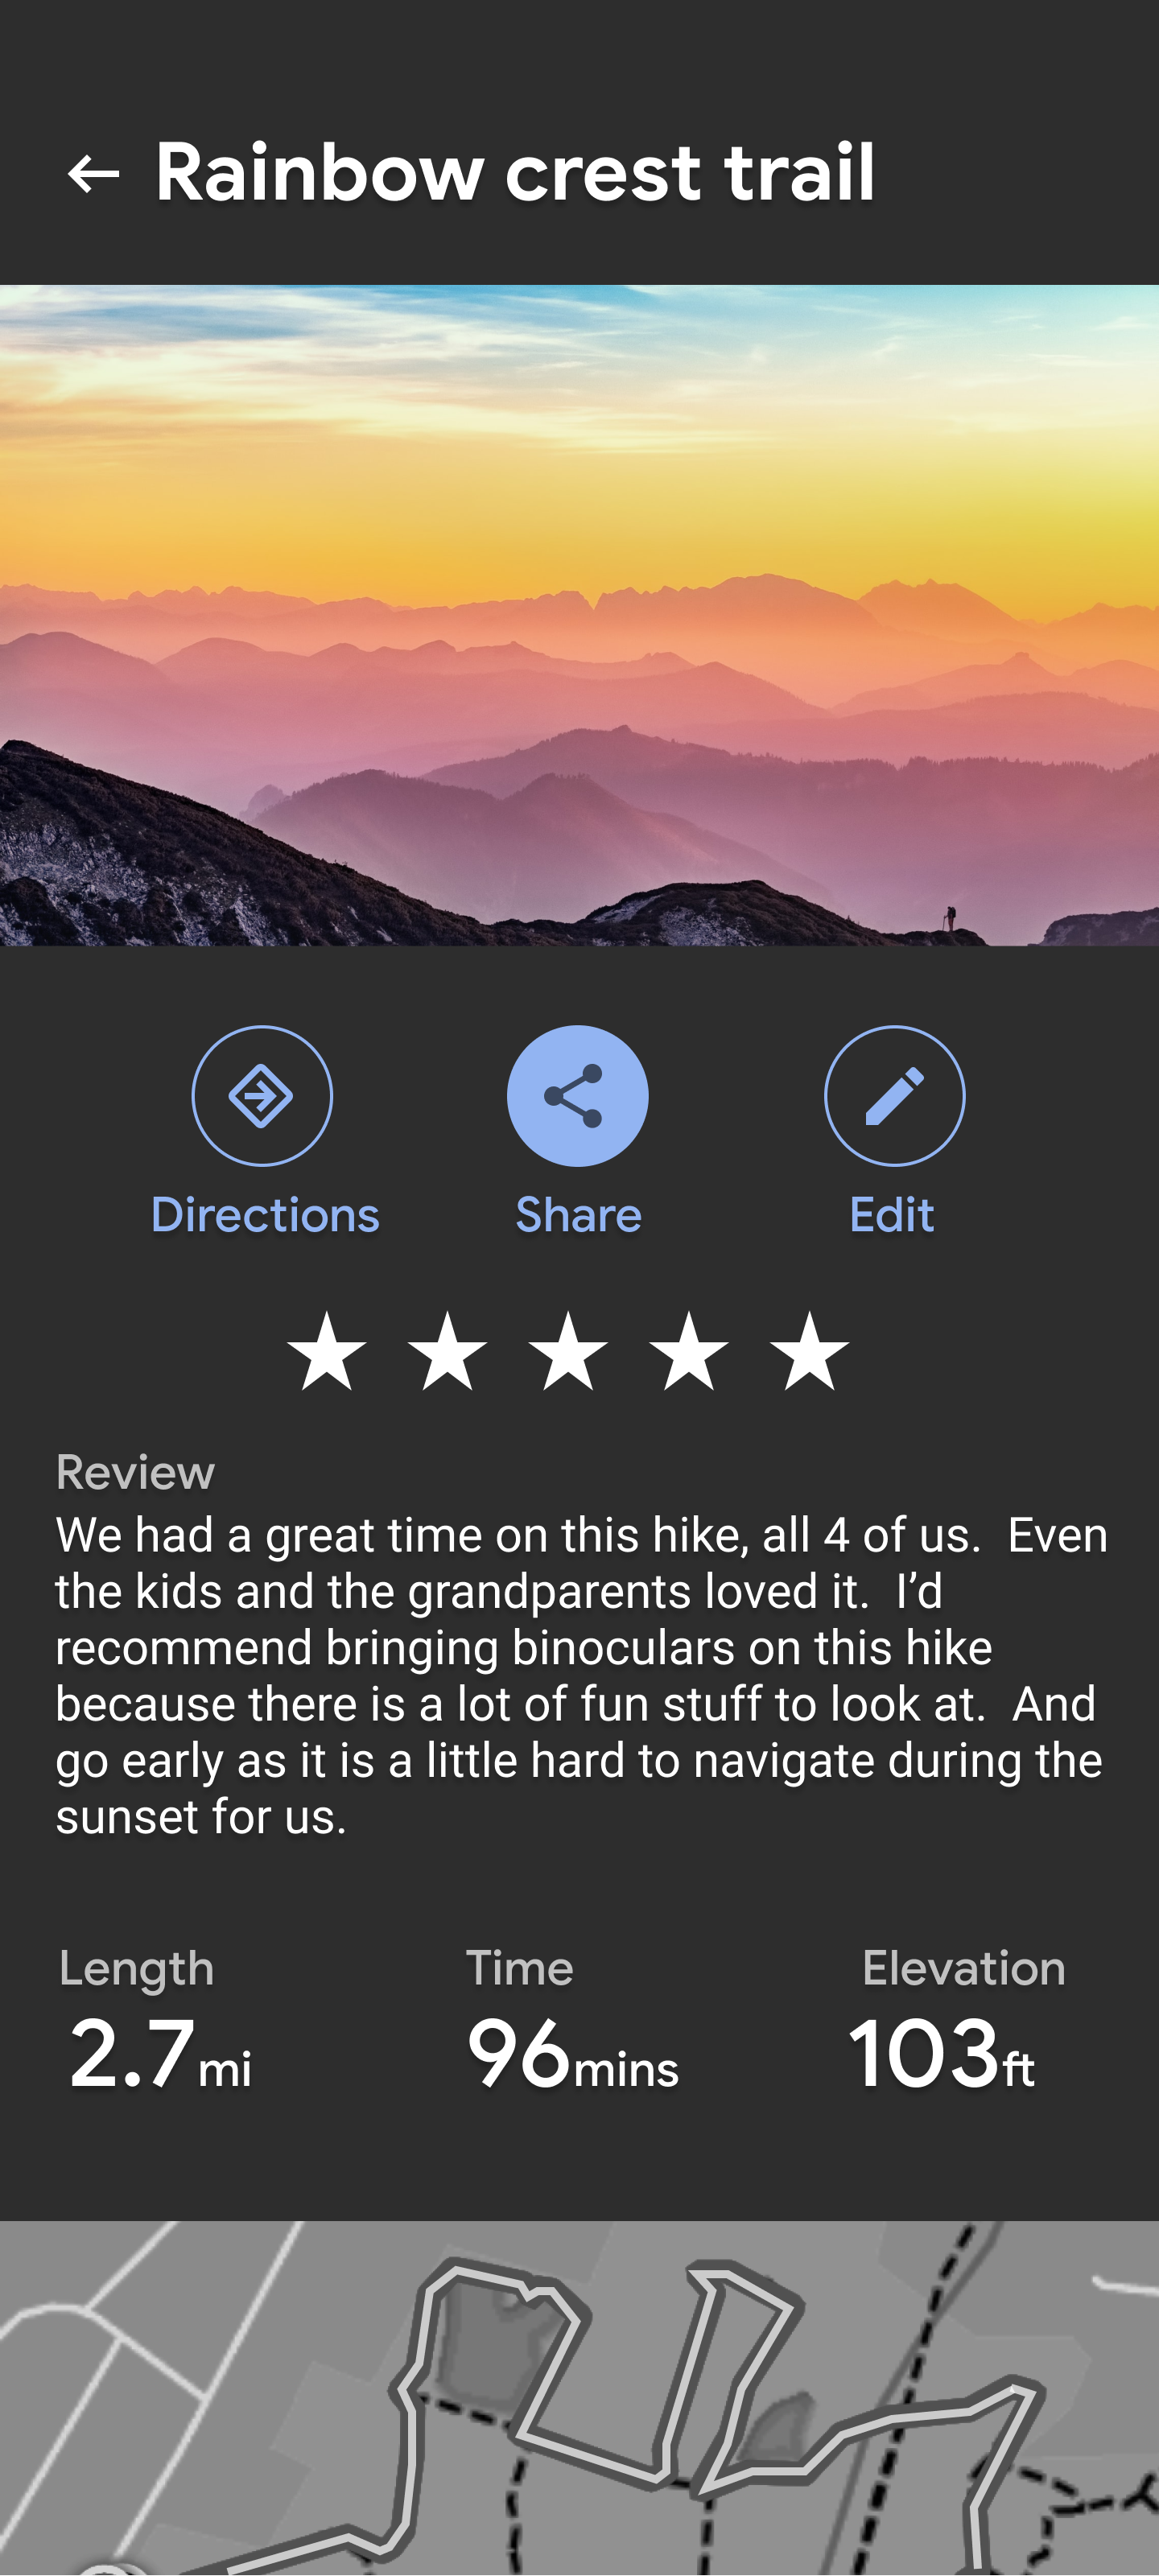 Rainbow crest trail
Directions
Share
Edit
Review
We had a great time on this hike, all 4 of us.  Even
the kids and the grandparents loved it.  I’d
recommend bringing binoculars on this hike
because there is a lot of fun stuff to look at.  And
go early as it is a little hard to navigate during the
sunset for us.
Length
Time
Elevation
2.7mi
96mins
103ft